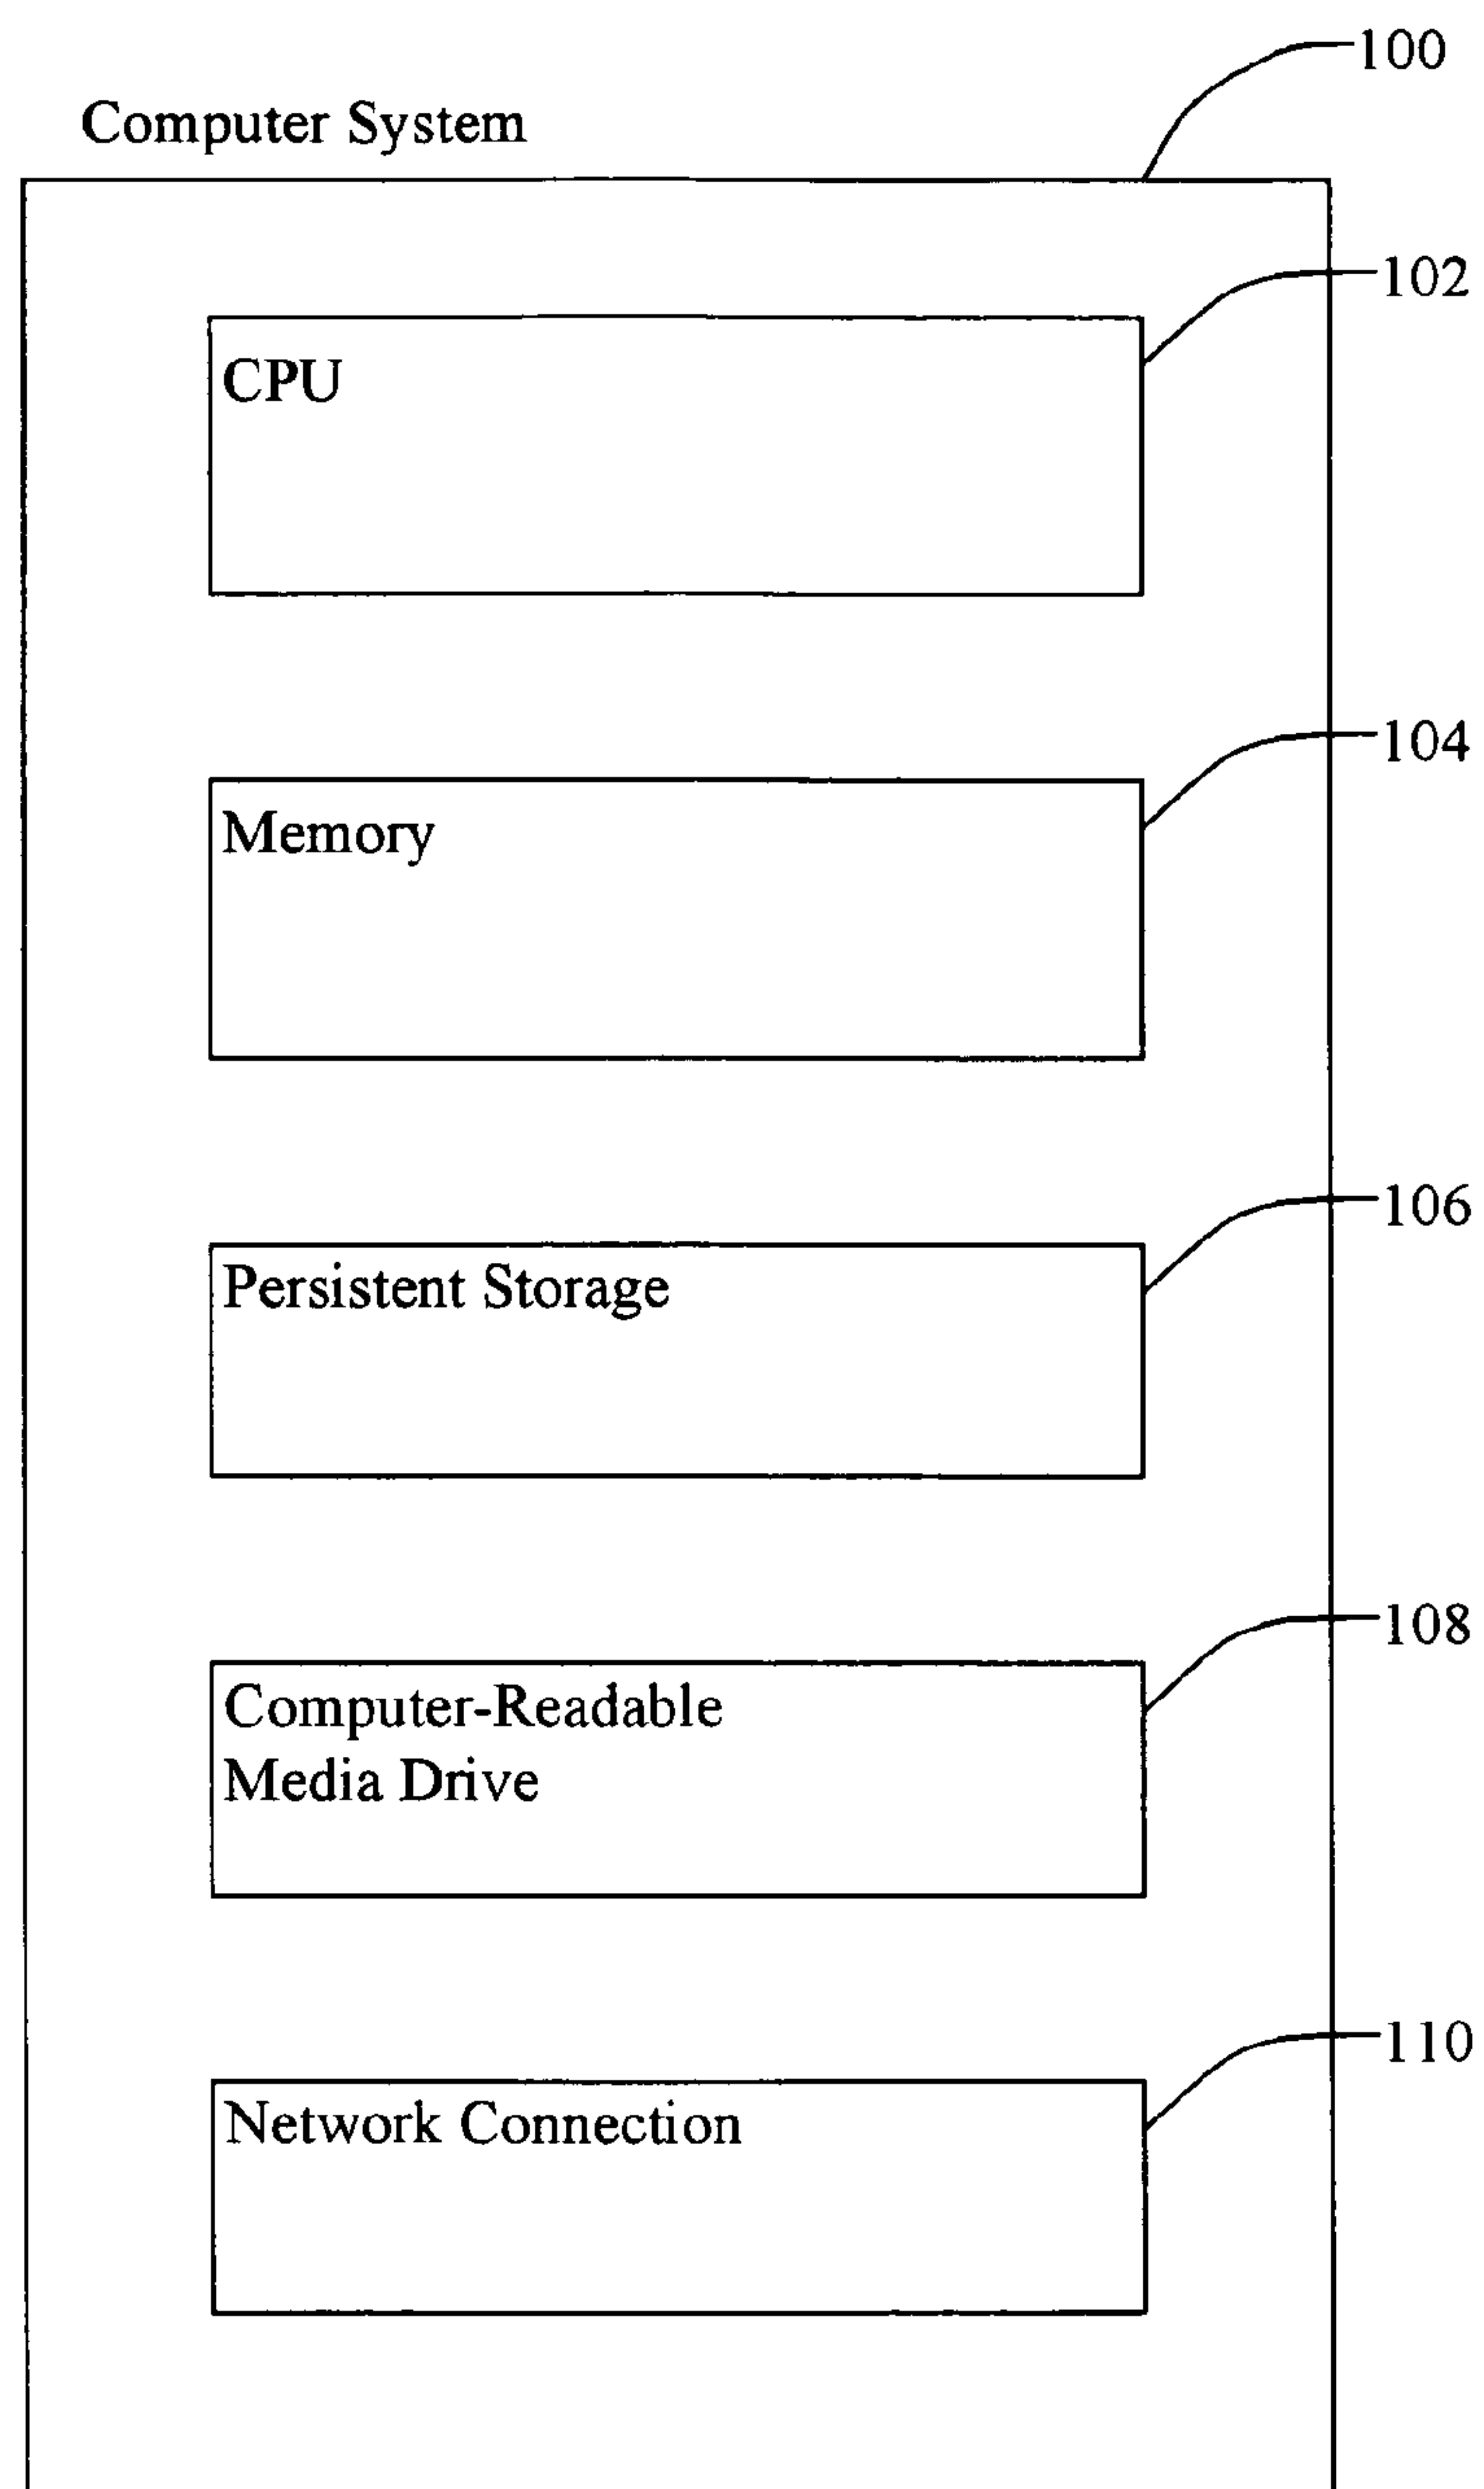 100
Computer System
102
CPU
104
Memory
106
Persistent Storage
108
Computer-Readable
Media Drive
110
Network Connection